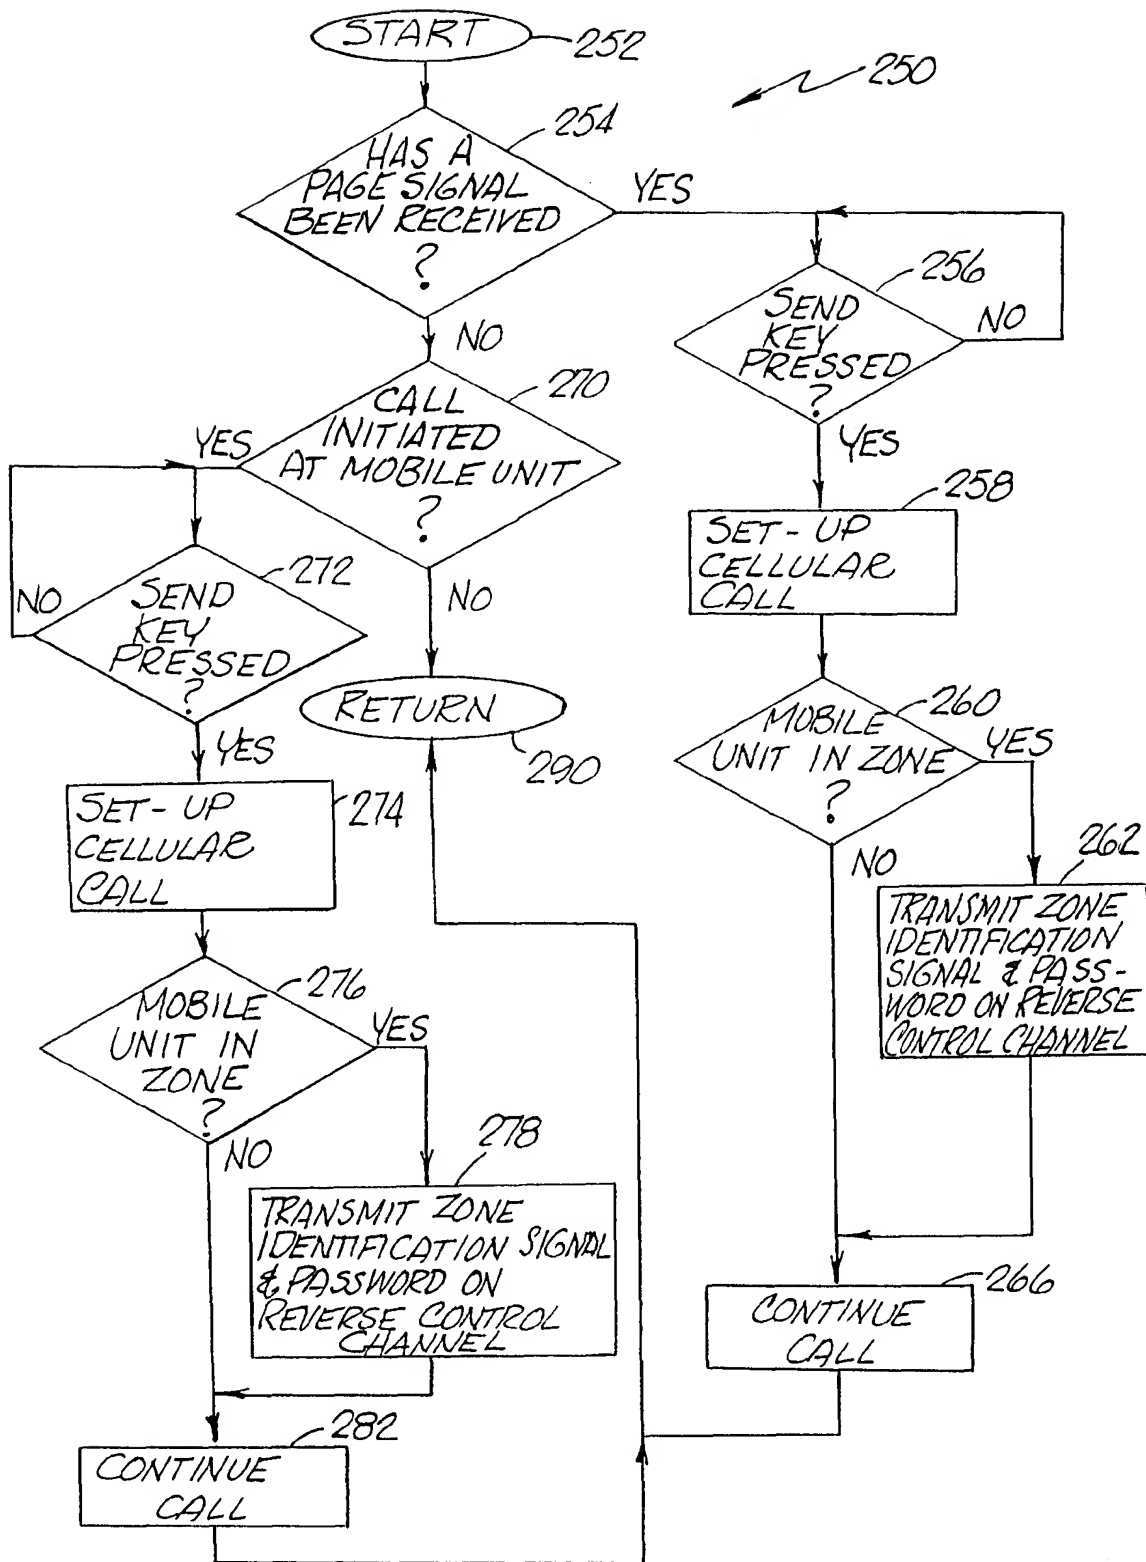 START
252
250
254
HAS A
PAGE SIGNAL
BEEN RECEIVED
?
YES
256
SEND
KEY
PRESSED
?
NO
NO
YES
270
CALL
INITIATED
AT MOBILE UNIT
?
YES
258
SET-UP
CELLULAR
CALL
272
SEND
KEY
PRESSED
?
NO
NO
RETURN
290
YES
260
MOBILE
UNIT IN ZONE
?
YES
274
SET-UP
CELLULAR
CALL
NO
262
TRANSMIT ZONE
IDENTIFICATION
SIGNAL & PASS-
WORD ON REVERSE
CONTROL CHANNEL
276
MOBILE
UNIT IN
ZONE
?
YES
NO
278
TRANSMIT ZONE
IDENTIFICATION SIGNAL
& PASSWORD ON
REVERSE CONTROL
CHANNEL
266
CONTINUE
CALL
282
CONTINUE
CALL